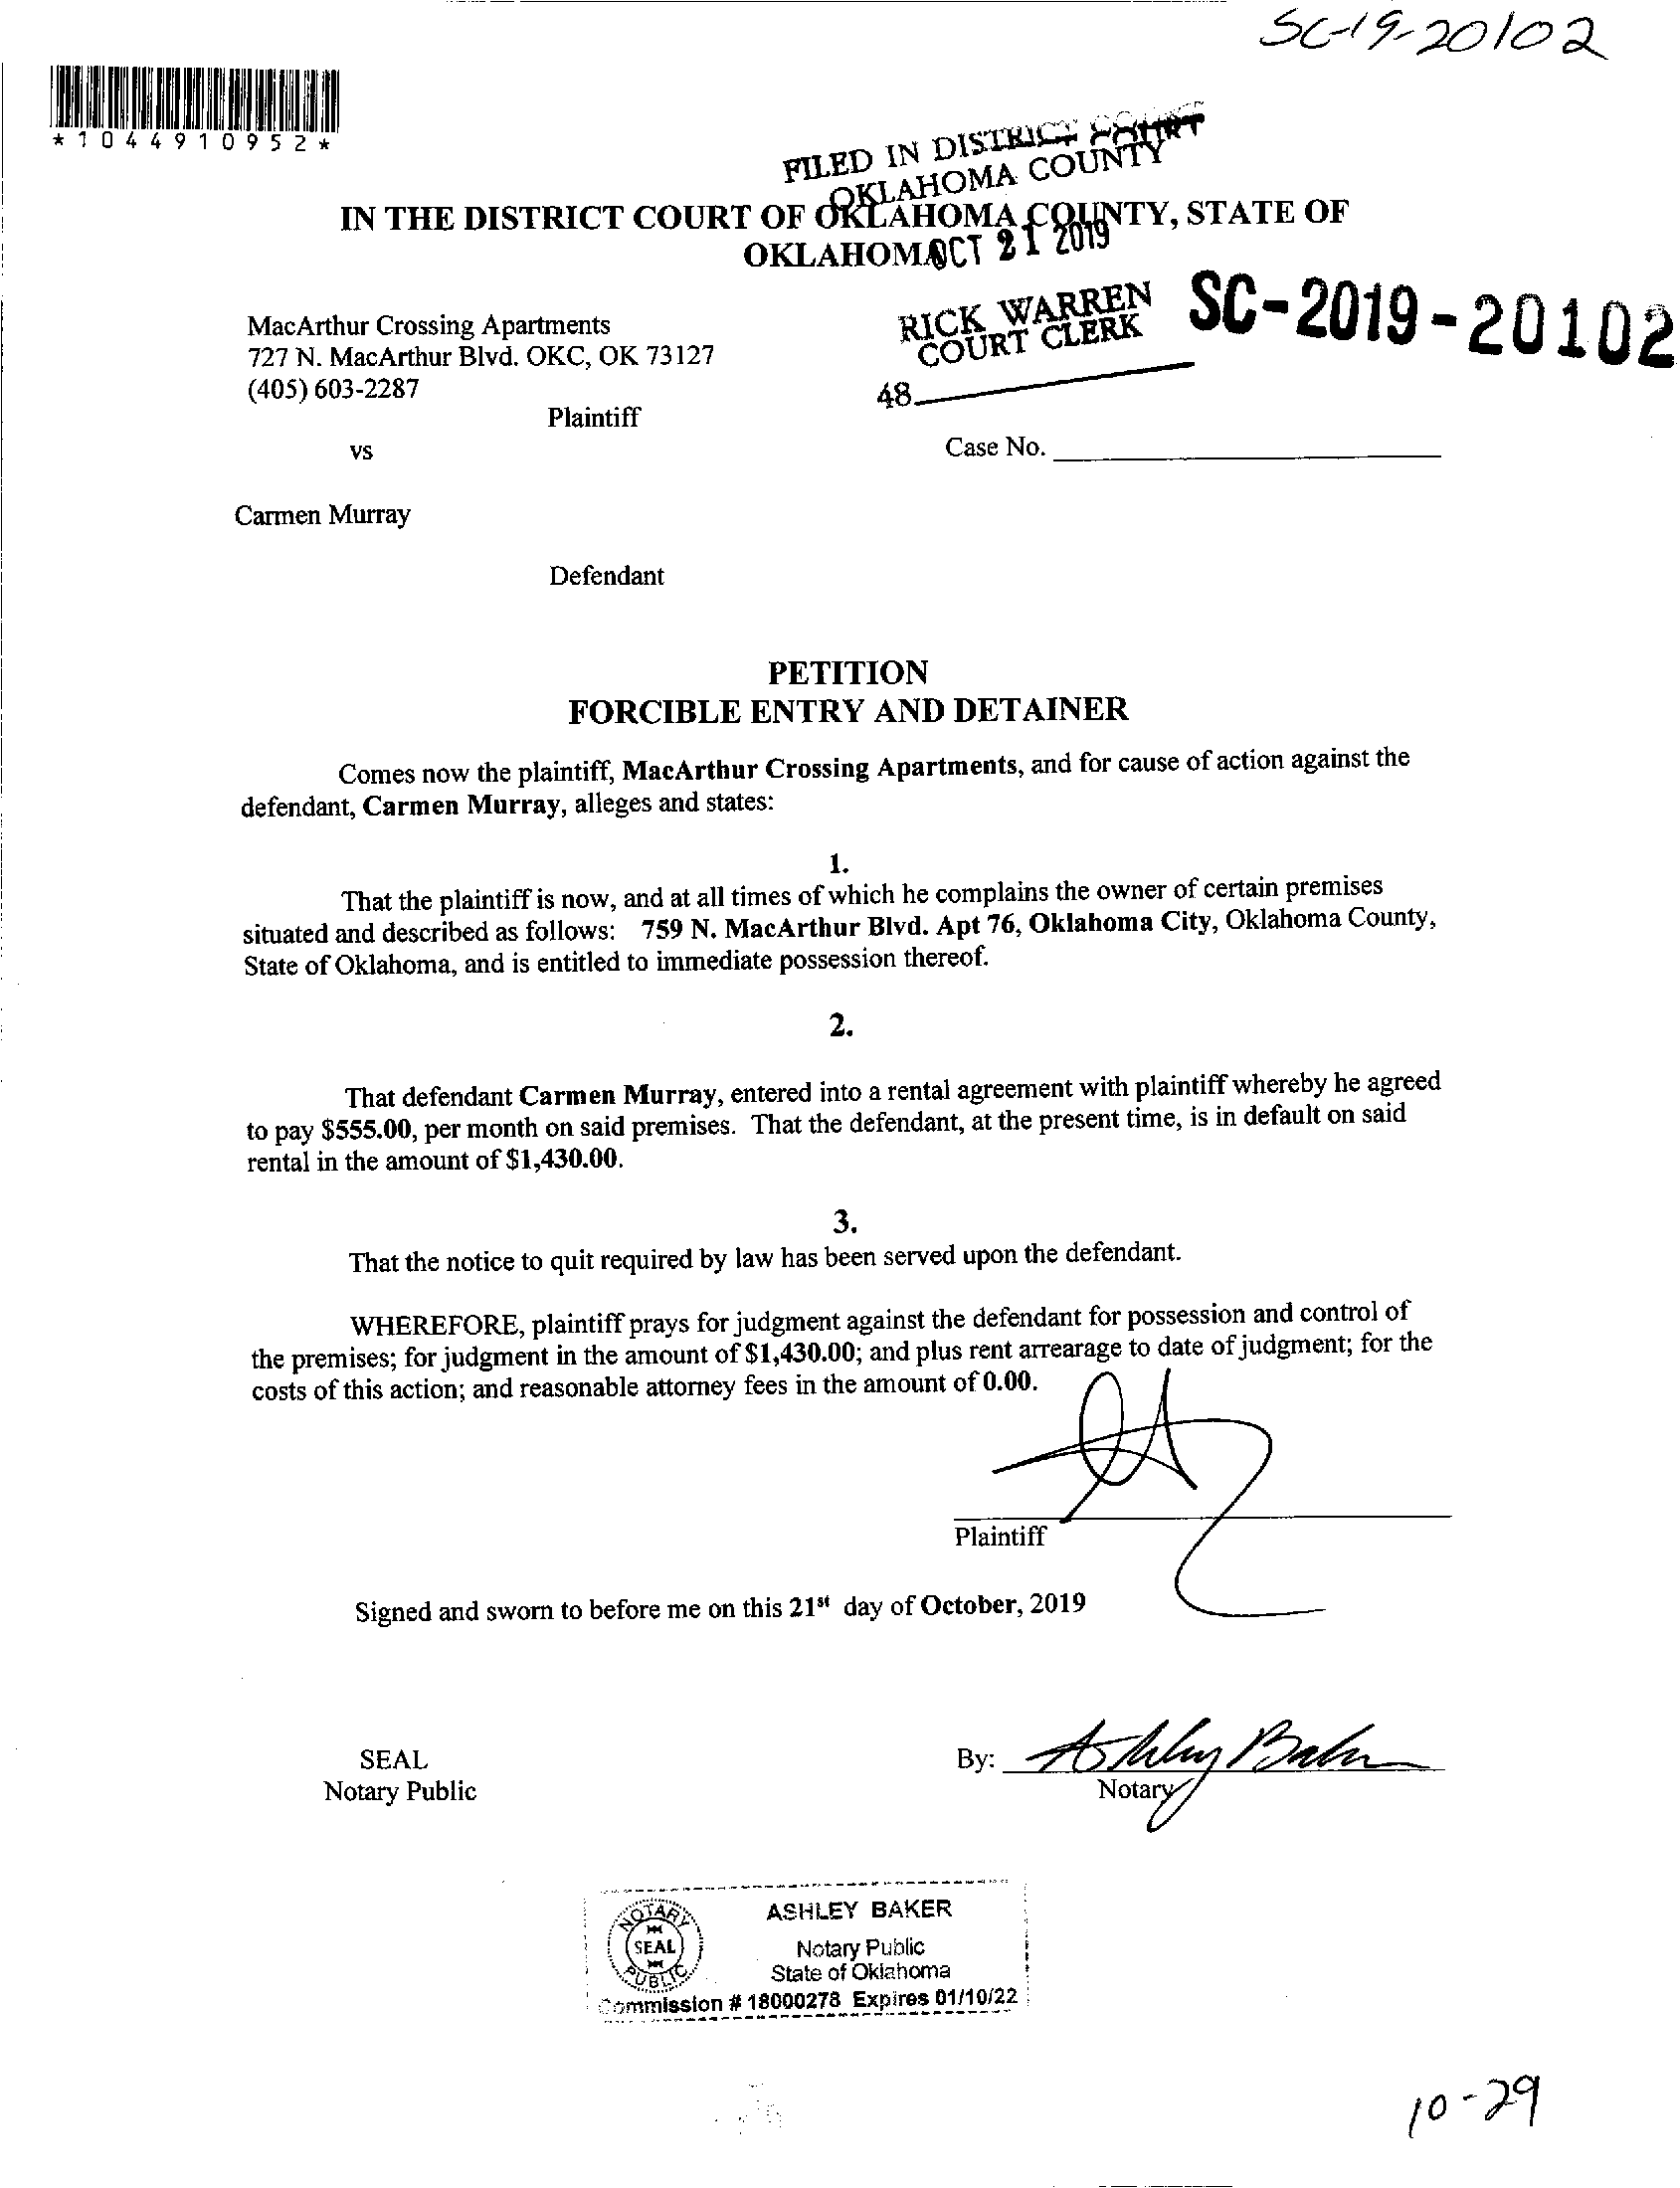 SC-19-20102
*1044910952*
FILED IN DISTRICT COURT
OKLAHOMA COUNTY
IN THE DISTRICT COURT OF OKLAHOMA COUNTY, STATE OF
OKLAHOMA
OCT 21 2019
RICK WARREN
COURT CLERK
SC-2019-20102
48
MacArthur Crossing Apartments
727 N. MacArthur Blvd. OKC, OK 73127
(405) 603-2287
Plaintiff
vs
Case No.
Carmen Murray
Defendant
PETITION
FORCIBLE ENTRY AND DETAINER
Comes now the plaintiff, MacArthur Crossing Apartments, and for cause of action against the
defendant, Carmen Murray, alleges and states:
1.
That the plaintiff is now, and at all times of which he complains the owner of certain premises
situated and described as follows: 759 N. MacArthur Blvd. Apt 76, Oklahoma City, Oklahoma County,
State of Oklahoma, and is entitled to immediate possession thereof.
2.
That defendant Carmen Murray, entered into a rental agreement with plaintiff whereby he agreed
to pay $555.00, per month on said premises. That the defendant, at the present time, is in default on said
rental in the amount of $1,430.00.
3.
That the notice to quit required by law has been served upon the defendant.
WHEREFORE, plaintiff prays for judgment against the defendant for possession and control of
the premises; for judgment in the amount of $1,430.00; and plus rent arrearage to date of judgment; for the
costs of this action; and reasonable attorney fees in the amount of 0.00.
Plaintiff
Signed and sworn to before me on this 21st day of October, 2019
SEAL
Notary Public
By: Ashley Baker
Notary
NOTARY
SEAL
PUBLIC
ASHLEY BAKER
Notary Public
State of Oklahoma
Commission # 18000278 Expires 01/10/22
10-29